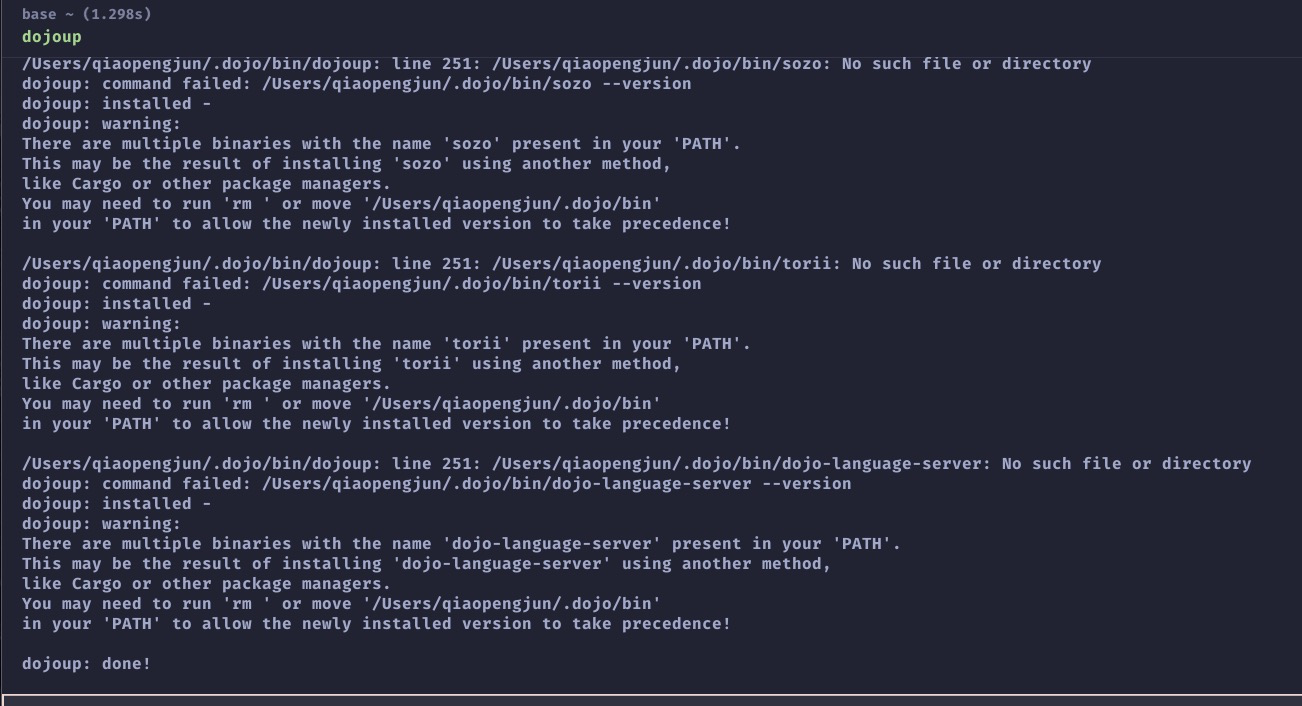 base ~ (1.298s)
dojoup
/Users/qiaopengjun/.dojo/bin/dojoup: line 251: /Users/qiaopengjun/.dojo/bin/sozo: No such file or directory
dojoup: command failed: /Users/qiaopengjun/.dojo/bin/sozo --version
dojoup: installed -
dojoup: warning:
There are multiple binaries with the name 'sozo' present in your 'PATH'.
This may be the result of installing 'sozo' using another method,
like Cargo or other package managers.
You may need to run 'rm ' or move '/Users/qiaopengjun/.dojo/bin'
in your 'PATH' to allow the newly installed version to take precedence!

/Users/qiaopengjun/.dojo/bin/dojoup: line 251: /Users/qiaopengjun/.dojo/bin/torii: No such file or directory
dojoup: command failed: /Users/qiaopengjun/.dojo/bin/torii --version
dojoup: installed -
dojoup: warning:
There are multiple binaries with the name 'torii' present in your 'PATH'.
This may be the result of installing 'torii' using another method,
like Cargo or other package managers.
You may need to run 'rm ' or move '/Users/qiaopengjun/.dojo/bin'
in your 'PATH' to allow the newly installed version to take precedence!

/Users/qiaopengjun/.dojo/bin/dojoup: line 251: /Users/qiaopengjun/.dojo/bin/dojo-language-server: No such file or directory
dojoup: command failed: /Users/qiaopengjun/.dojo/bin/dojo-language-server --version
dojoup: installed -
dojoup: warning:
There are multiple binaries with the name 'dojo-language-server' present in your 'PATH'.
This may be the result of installing 'dojo-language-server' using another method,
like Cargo or other package managers.
You may need to run 'rm ' or move '/Users/qiaopengjun/.dojo/bin'
in your 'PATH' to allow the newly installed version to take precedence!

dojoup: done!